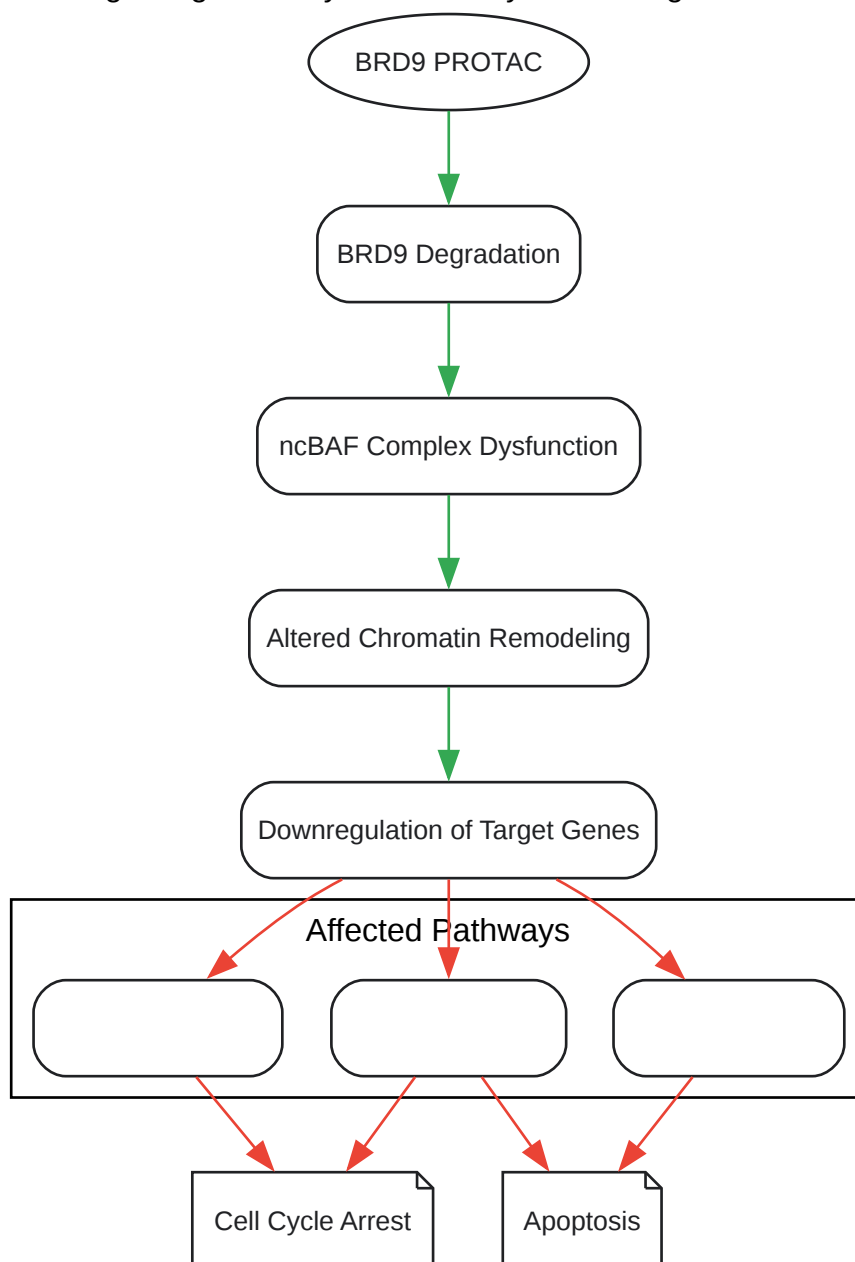 BRD9 PROTAC
BRD9 Degradation
ncBAF Complex Dysfunction
Altered Chromatin Remodeling
Downregulation of Target Genes
Affected Pathways
Cell Cycle Arrest
Apoptosis